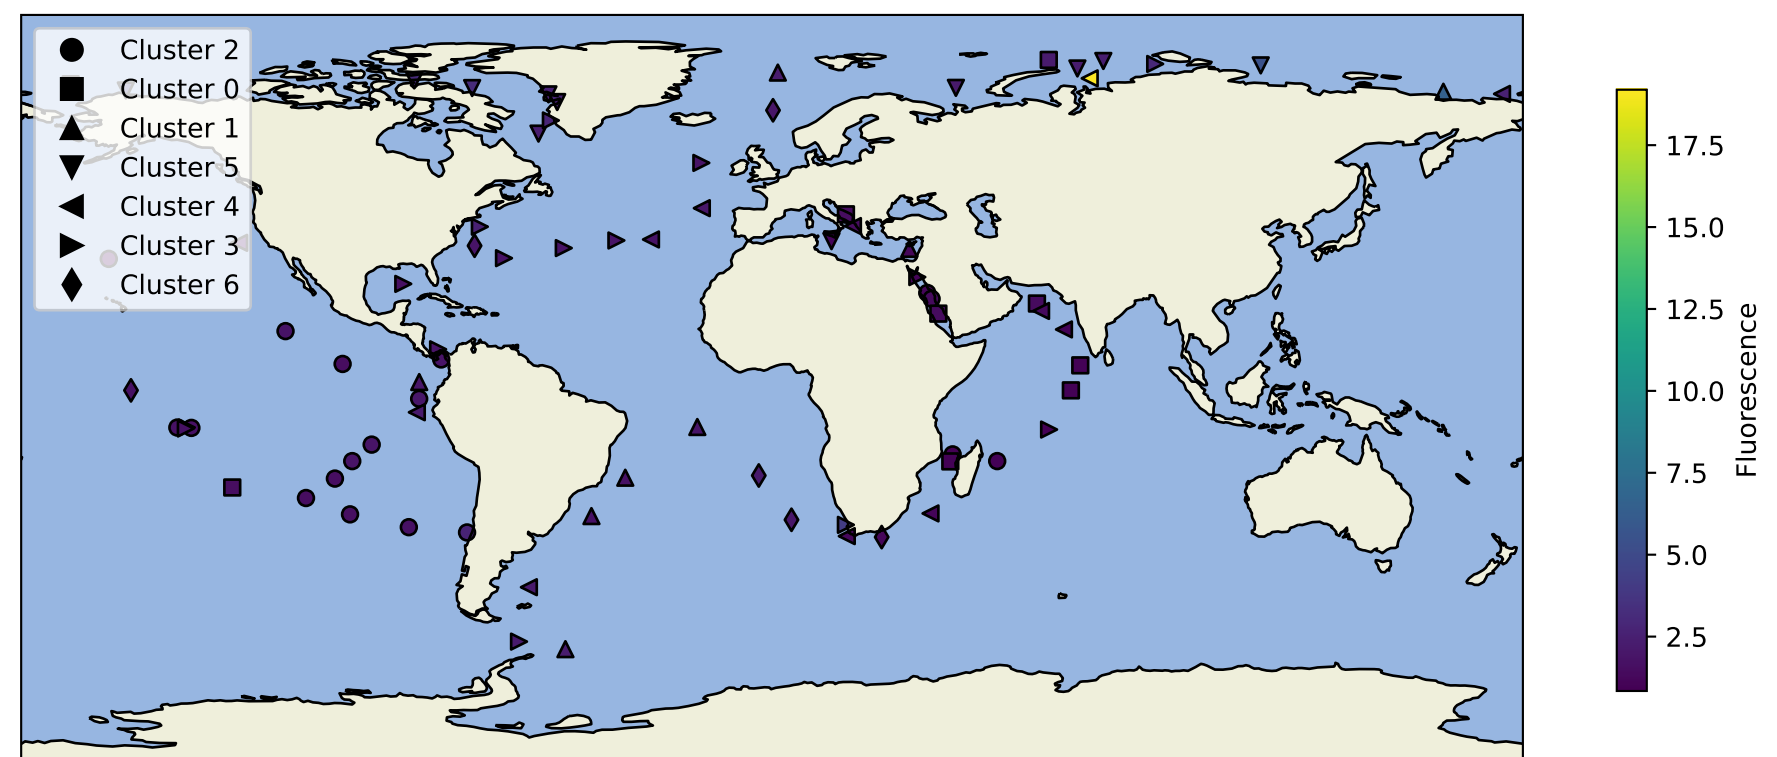 Cluster 2
Cluster 0
Cluster 1
Cluster 5
Cluster 4
Cluster 3
Cluster 6
17.5
15.0
12.5
10.0
7.5
5.0
2.5
Fluorescence